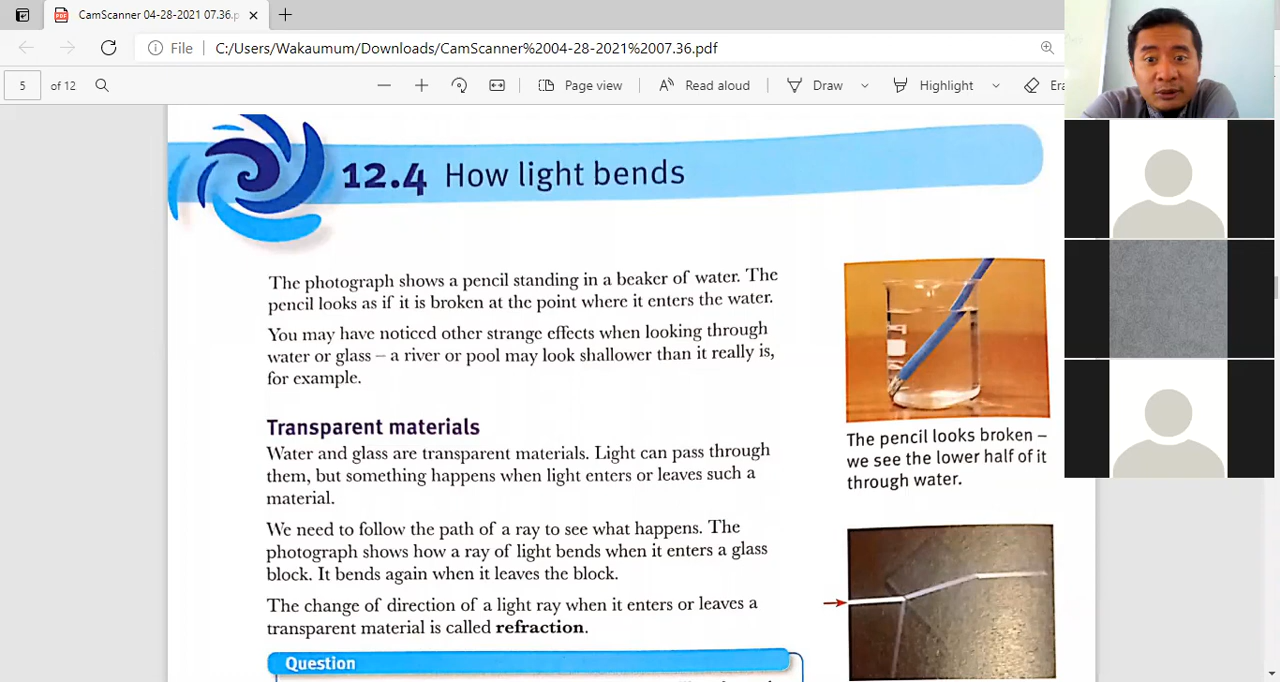 CamScanner 04-28-2021 07.36.p
File
C:/Users/Wakaumum/Downloads/CamScanner%2004-28-2021%2007.36.pdf
5 of 12
Page view
Read aloud
Draw
Highlight
Era
12.4 How light bends
The photograph shows a pencil standing in a beaker of water. The
pencil looks as if it is broken at the point where it enters the water.
You may have noticed other strange effects when looking through
water or glass – a river or pool may look shallower than it really is,
for example.
Transparent materials
Water and glass are transparent materials. Light can pass through
them, but something happens when light enters or leaves such a
material.
We need to follow the path of a ray to see what happens. The
photograph shows how a ray of light bends when it enters a glass
block. It bends again when it leaves the block.
The change of direction of a light ray when it enters or leaves a
transparent material is called refraction.
Question
The pencil looks broken –
we see the lower half of it
through water.